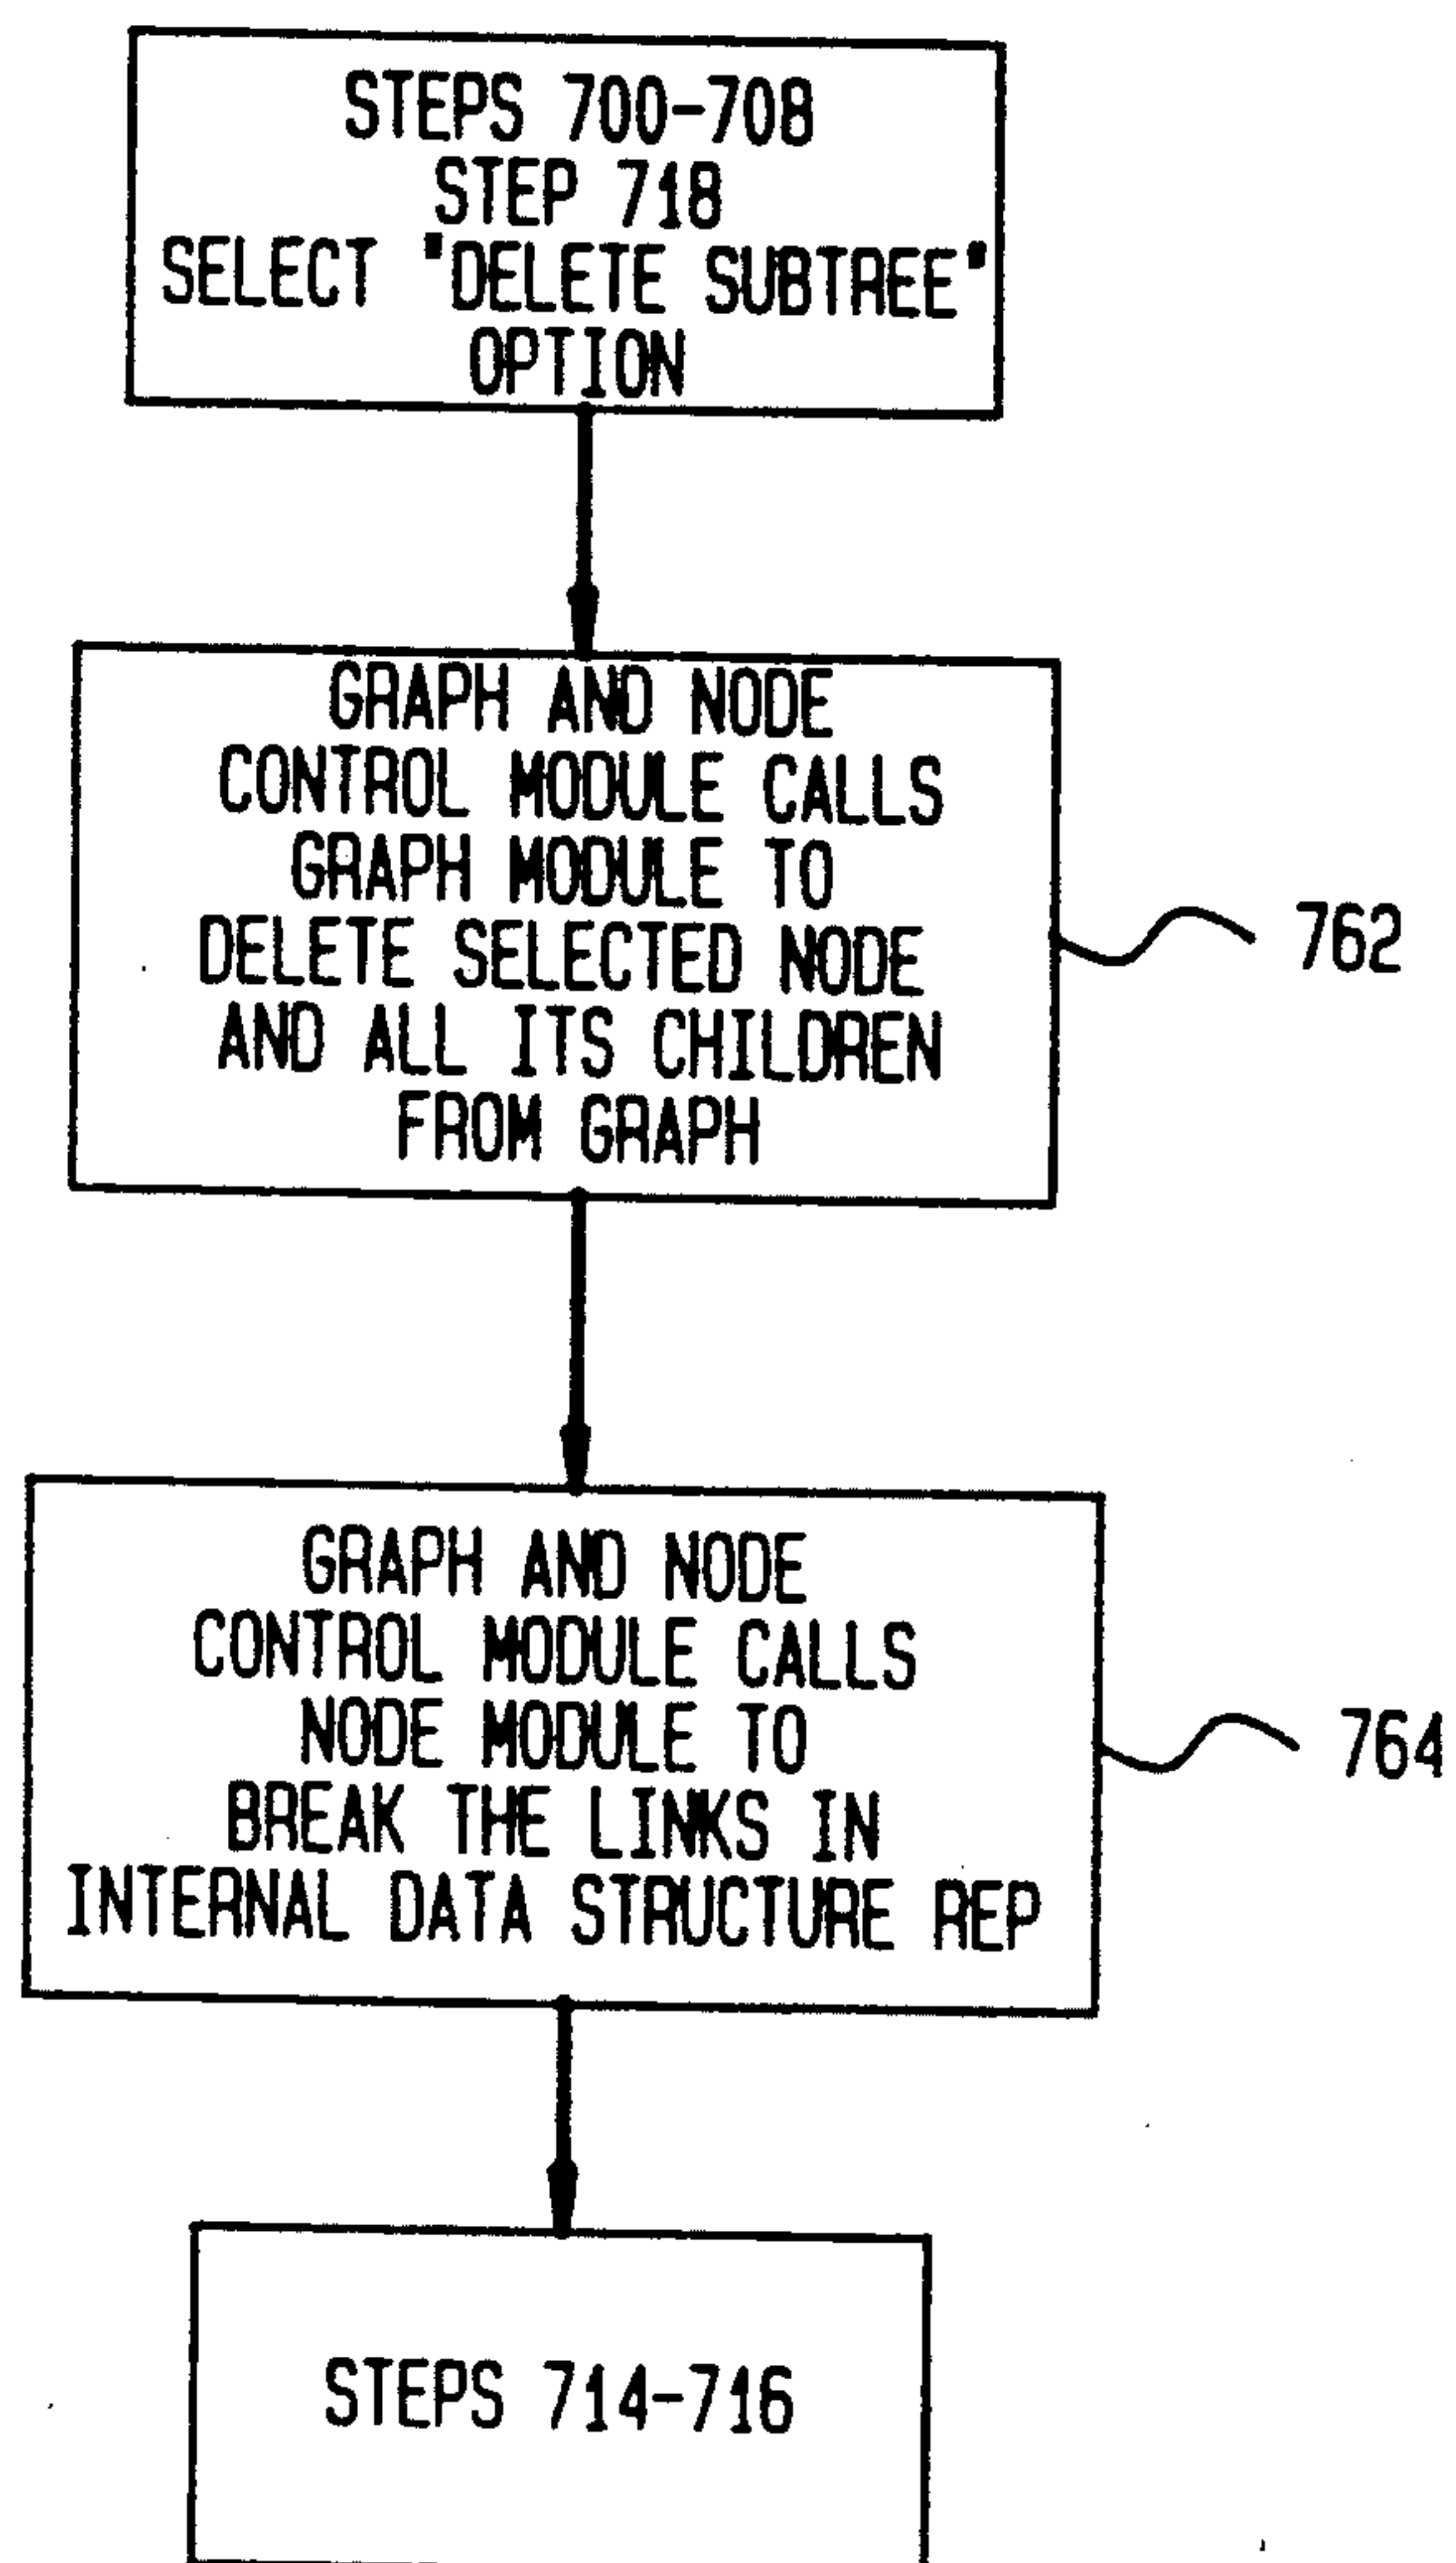 STEPS 700-708
STEP 718
SELECT "DELETE SUBTREE"
OPTION
GRAPH AND NODE
CONTROL MODULE CALLS
GRAPH MODULE TO
DELETE SELECTED NODE
AND ALL ITS CHILDREN
FROM GRAPH
762
GRAPH AND NODE
CONTROL MODULE CALLS
NODE MODULE TO
BREAK THE LINKS IN
INTERNAL DATA STRUCTURE REP
764
STEPS 714-716